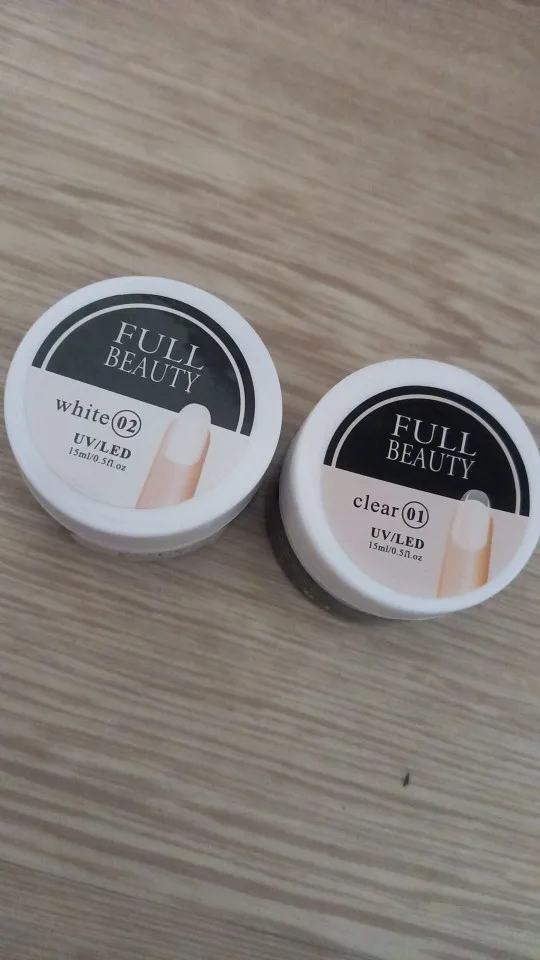 FULL
BEAUTY
white 02
UV/LED
15ml/0.5fl.oz
FULL
BEAUTY
clear 01
UV/LED
15ml/0.5fl.oz